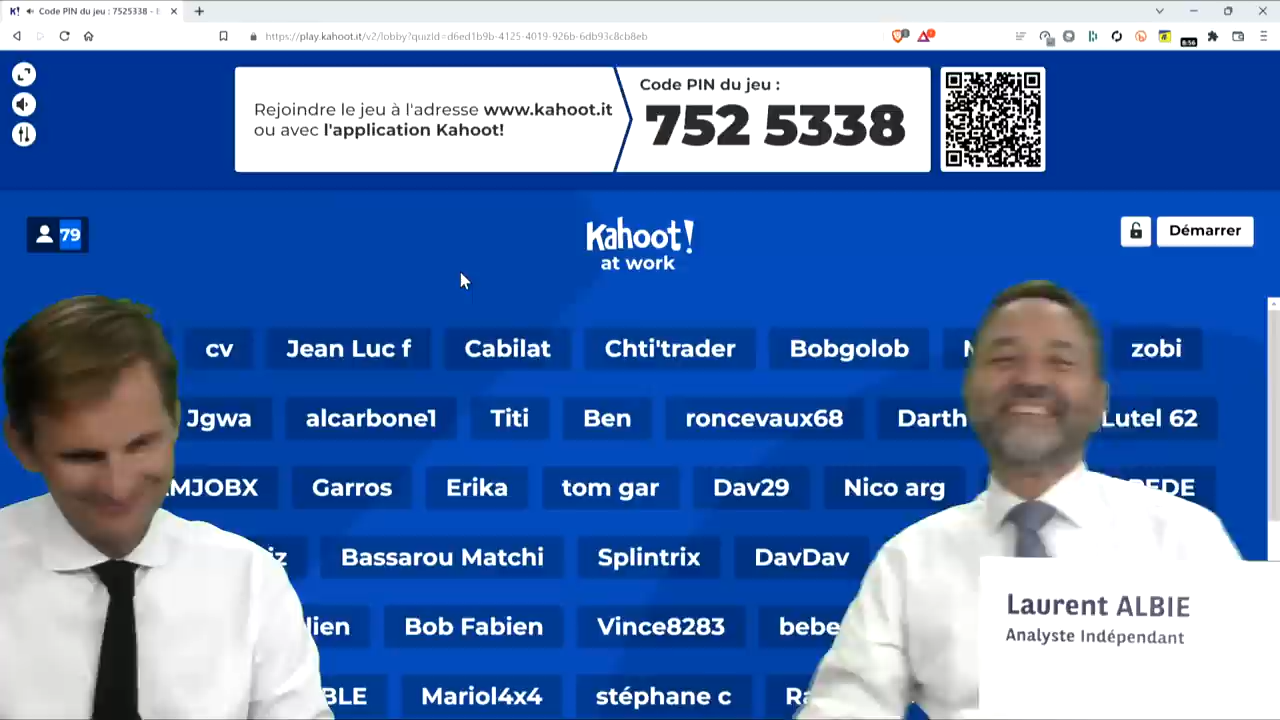 Code PIN du jeu : 7525338 -
https://play.kahoot.it/v2/lobby?quizId=d6ed1b9b-4125-4019-926b-6db93c8cb8eb
Rejoindre le jeu à l'adresse www.kahoot.it
ou avec l'application Kahoot!
Code PIN du jeu :
752 5338
79
Kahoot!
at work
Démarrer
cv Jean Luc f Cabilat Chti'trader Bobgolob zobi
Jgwa alcarbone1 Titi Ben roncevaux68 Darth Lutel 62
MJOBX Garros Erika tom gar Dav29 Nico arg
Bassarou Matchi Splintrix DavDav
lien Bob Fabien Vince8283 bebe
BLE Mariol4x4 stéphane c Ra
Laurent ALBIE
Analyste Indépendant